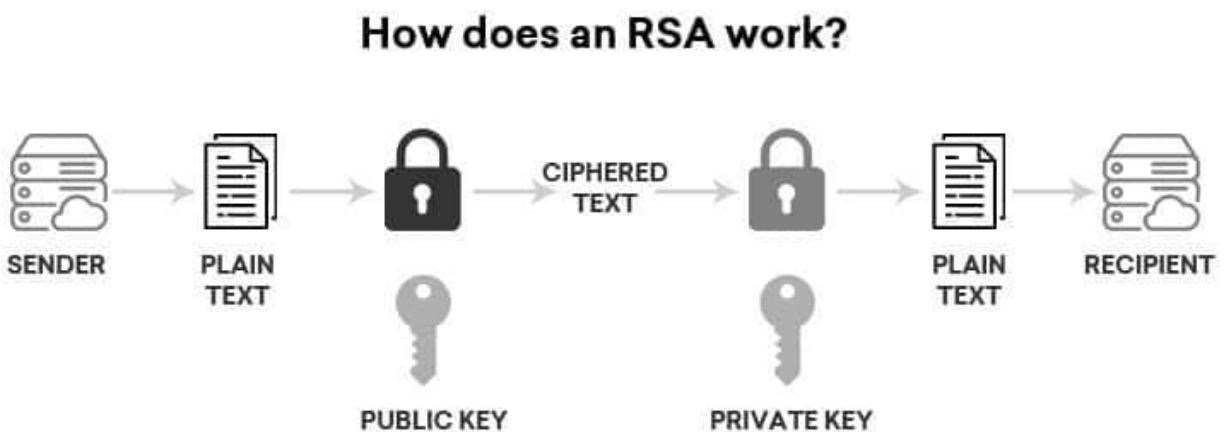 How does an RSA work?
CIPHERED
TEXT
SENDER
PLAIN
TEXT
PLAIN
TEXT
RECIPIENT
PUBLIC KEY
PRIVATE KEY